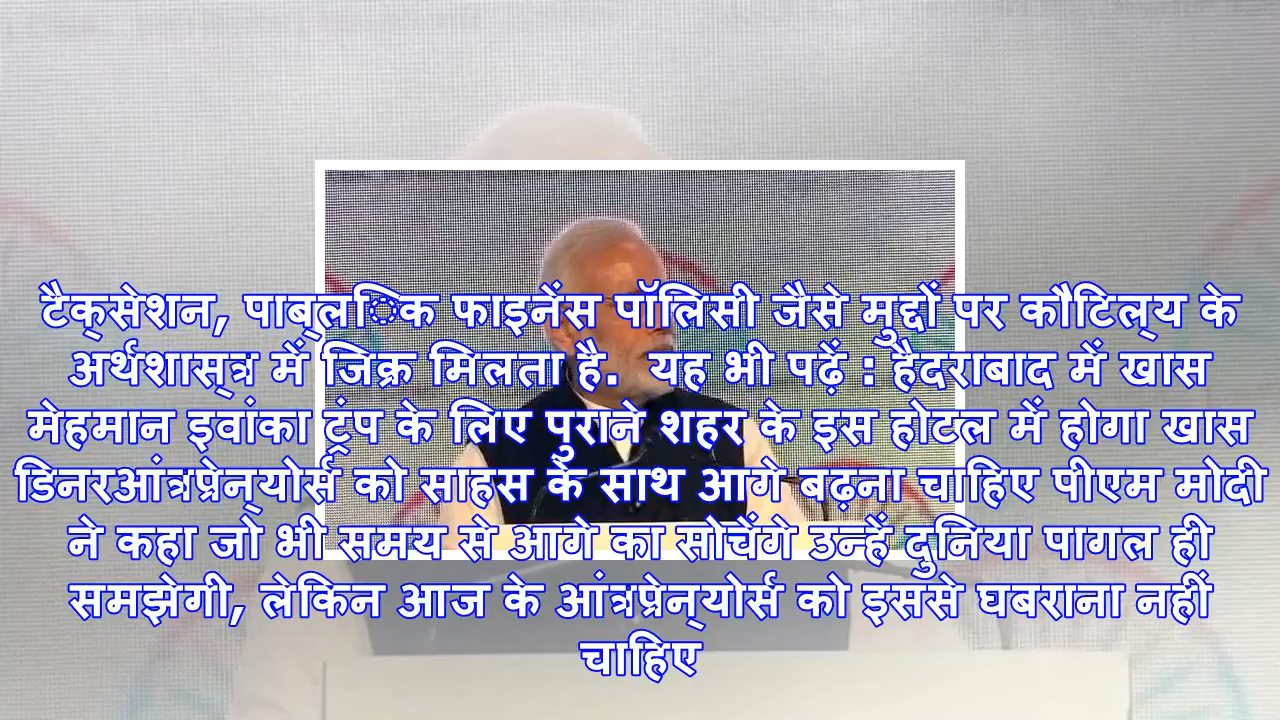 टैक्सेशन, पाब्लिक फाइनेंस पॉलिसी जैसे मुद्दों पर कौटिल्य के
अर्थशास्त्र में जिक्र मिलता है. यह भी पढ़ें : हैदराबाद में खास
मेहमान इवांका ट्रंप के लिए पुराने शहर के इस होटल में होगा खास
डिनरआंत्रप्रेन्योर्स को साहस के साथ आगे बढ़ना चाहिए पीएम मोदी
ने कहा जो भी समय से आगे का सोचेंगे उन्हें दुनिया पागल ही
समझेगी, लेकिन आज के आंत्रप्रेन्योर्स को इससे घबराना नहीं
चाहिए